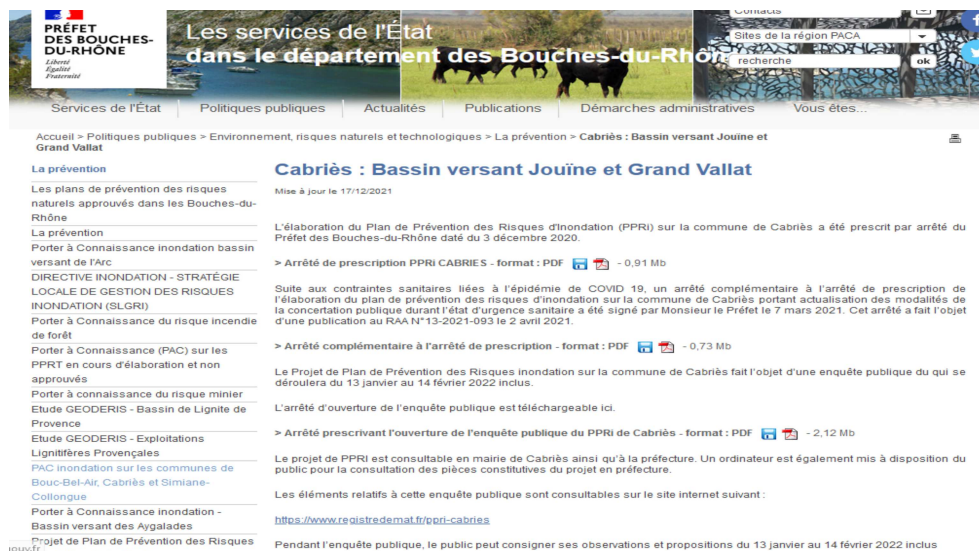 PRÉFET
DES BOUCHES-
DU-RHÔNE
Liberté
Égalité
Fraternité
Les services de l'État
dans le département des Bouches-du-Rhône
Contacts
Sites de la région PACA
recherche
ok
Services de l'État
Politiques publiques
Actualités
Publications
Démarches administratives
Vous êtes...
Accueil > Politiques publiques > Environnement, risques naturels et technologiques > La prévention > Cabriès : Bassin versant Jouïne et
Grand Vallat
La prévention
Les plans de prévention des risques
naturels approuvés dans les Bouches-du-
Rhône
La prévention
Porter à Connaissance inondation bassin
versant de l'Arc
DIRECTIVE INONDATION - STRATÉGIE
LOCALE DE GESTION DES RISQUES
INONDATION (SLGRI)
Porter à Connaissance du risque incendie
de forêt
Porter à Connaissance (PAC) sur les
PPRT en cours d'élaboration et non
approuvés
Porter à connaissance du risque minier
Etude GEODERIS - Bassin de Lignite de
Provence
Etude GEODERIS - Exploitations
Lignitifères Provençales
PAC inondation sur les communes de
Bouc-Bel-Air, Cabriès et Simiane-
Collongue
Porter à Connaissance inondation -
Bassin versant des Aygalades
Projet de Plan de Prévention des Risques
gouv.fr
Cabriès : Bassin versant Jouïne et Grand Vallat
Mise à jour le 17/12/2021
L'élaboration du Plan de Prévention des Risques d'Inondation (PPRi) sur la commune de Cabriès a été prescrit par arrêté du
Préfet des Bouches-du-Rhône daté du 3 décembre 2020.
> Arrêté de prescription PPRi CABRIES - format : PDF - 0,91 Mb
Suite aux contraintes sanitaires liées à l'épidémie de COVID 19, un arrêté complémentaire à l'arrêté de prescription de
l'élaboration du plan de prévention des risques d'inondation sur la commune de Cabriès portant actualisation des modalités de
la concertation publique durant l'état d'urgence sanitaire a été signé par Monsieur le Préfet le 7 mars 2021. Cet arrêté a fait l'objet
d'une publication au RAA N°13-2021-093 le 2 avril 2021.
> Arrêté complémentaire à l'arrêté de prescription - format : PDF - 0,73 Mb
Le Projet de Plan de Prévention des Risques inondation sur la commune de Cabriès fait l'objet d'une enquête publique du qui se
déroulera du 13 janvier au 14 février 2022 inclus.
L'arrêté d'ouverture de l'enquête publique est téléchargeable ici.
> Arrêté prescrivant l'ouverture de l'enquête publique du PPRi de Cabriès - format : PDF - 2,12 Mb
Le projet de PPRI est consultable en mairie de Cabriès ainsi qu'à la préfecture. Un ordinateur est également mis à disposition du
public pour la consultation des pièces constitutives du projet en préfecture.
Les éléments relatifs à cette enquête publique sont consultables sur le site internet suivant :
https://www.registredemat.fr/ppri-cabries
Pendant l'enquête publique, le public peut consigner ses observations et propositions du 13 janvier au 14 février 2022 inclus